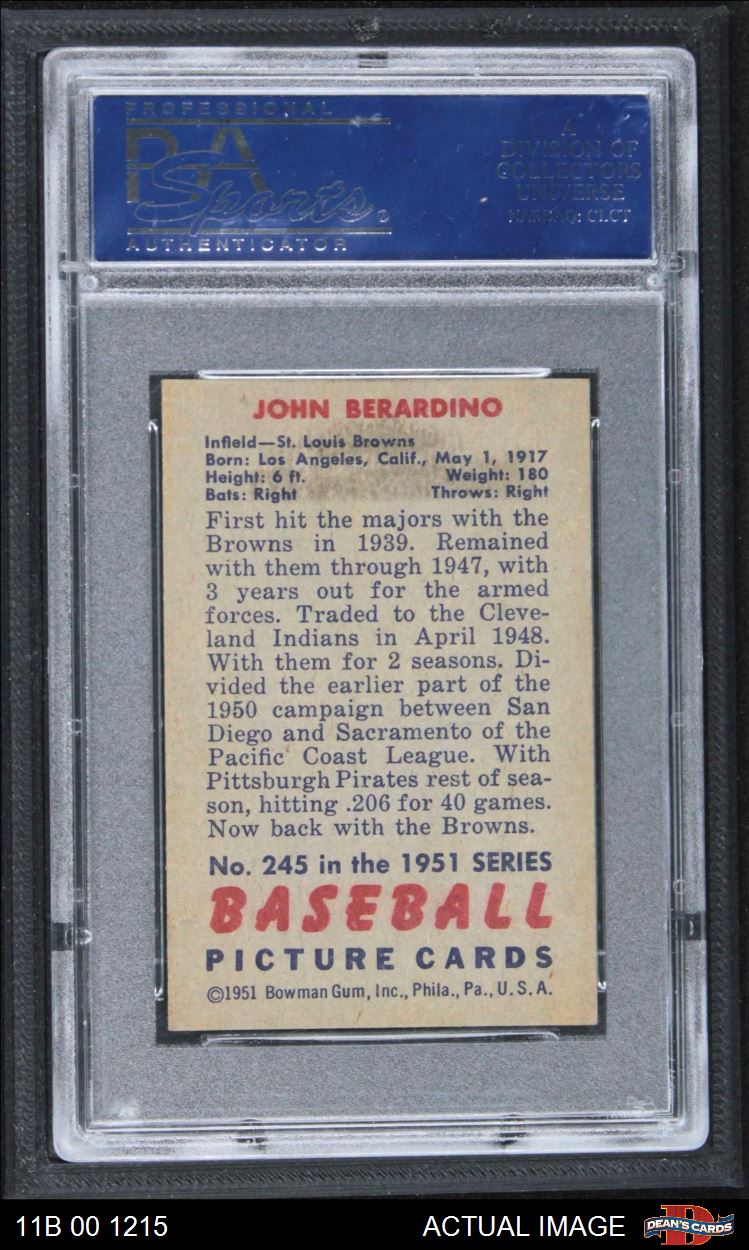 PROFESSIONAL
PSA
Sports®
AUTHENTICATOR
A
DIVISION OF
COLLECTORS
UNIVERSE
NASDAQ: CLCT
JOHN BERARDINO
Infield—St. Louis Browns
Born: Los Angeles, Calif., May 1, 1917
Height: 6 ft. Weight: 180
Bats: Right Throws: Right
First hit the majors with the
Browns in 1939. Remained
with them through 1947, with
3 years out for the armed
forces. Traded to the Cleve-
land Indians in April 1948.
With them for 2 seasons. Di-
vided the earlier part of the
1950 campaign between San
Diego and Sacramento of the
Pacific Coast League. With
Pittsburgh Pirates rest of sea-
son, hitting .206 for 40 games.
Now back with the Browns.
No. 245 in the 1951 SERIES
BASEBALL
PICTURE CARDS
©1951 Bowman Gum, Inc., Phila., Pa., U.S.A.
11B 00 1215 ACTUAL IMAGE
D
DEAN'S CARDS